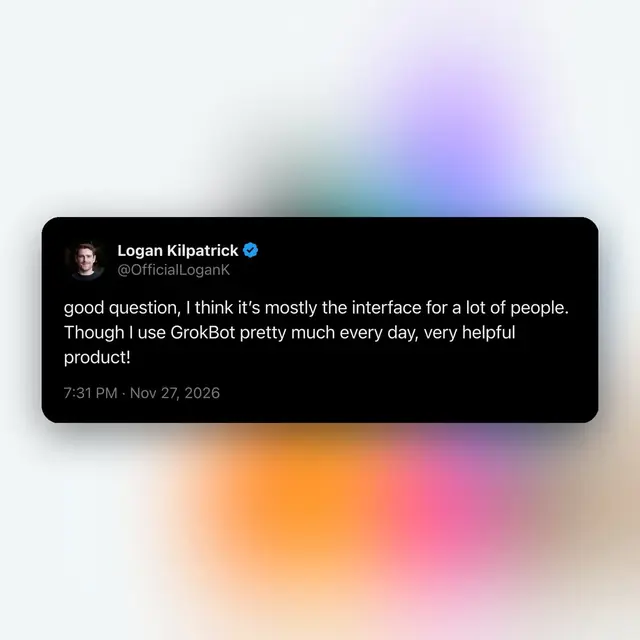 Logan Kilpatrick
@OfficialLoganK
good question, I think it’s mostly the interface for a lot of people.
Though I use GrokBot pretty much every day, very helpful
product!
7:31 PM · Nov 27, 2026